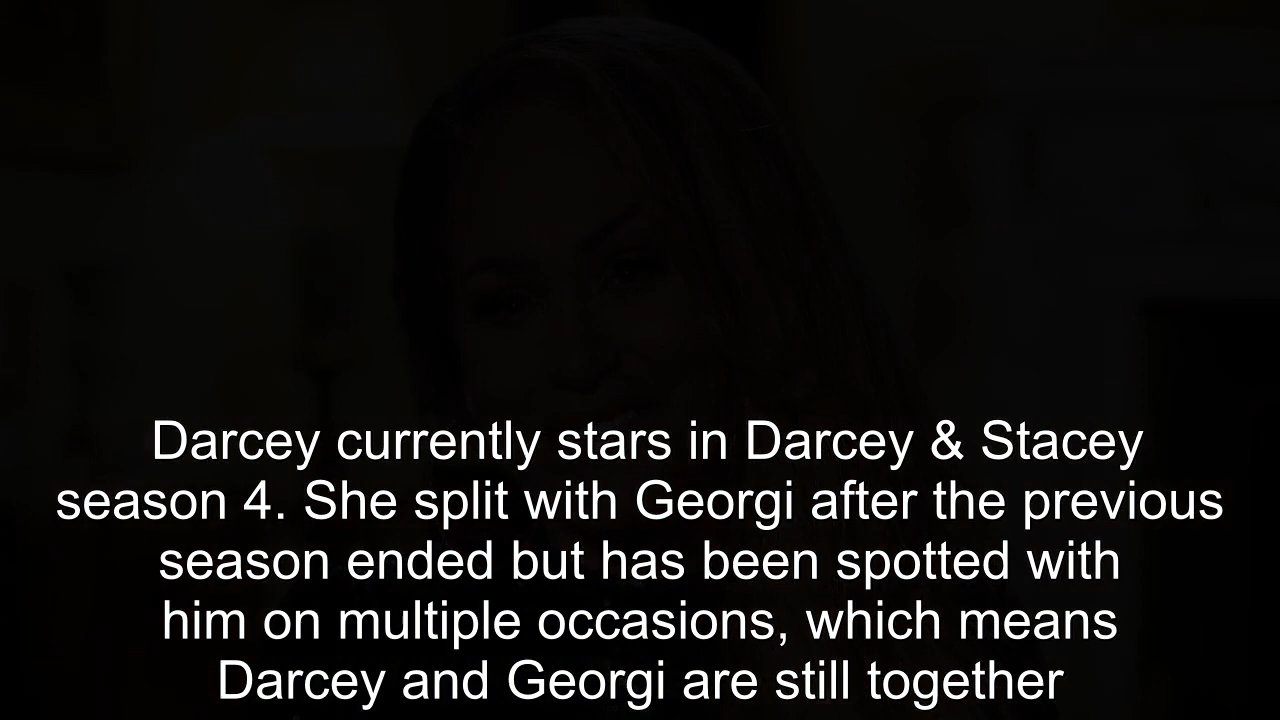 Darcey currently stars in Darcey & Stacey
season 4. She split with Georgi after the previous
season ended but has been spotted with
him on multiple occasions, which means
Darcey and Georgi are still together